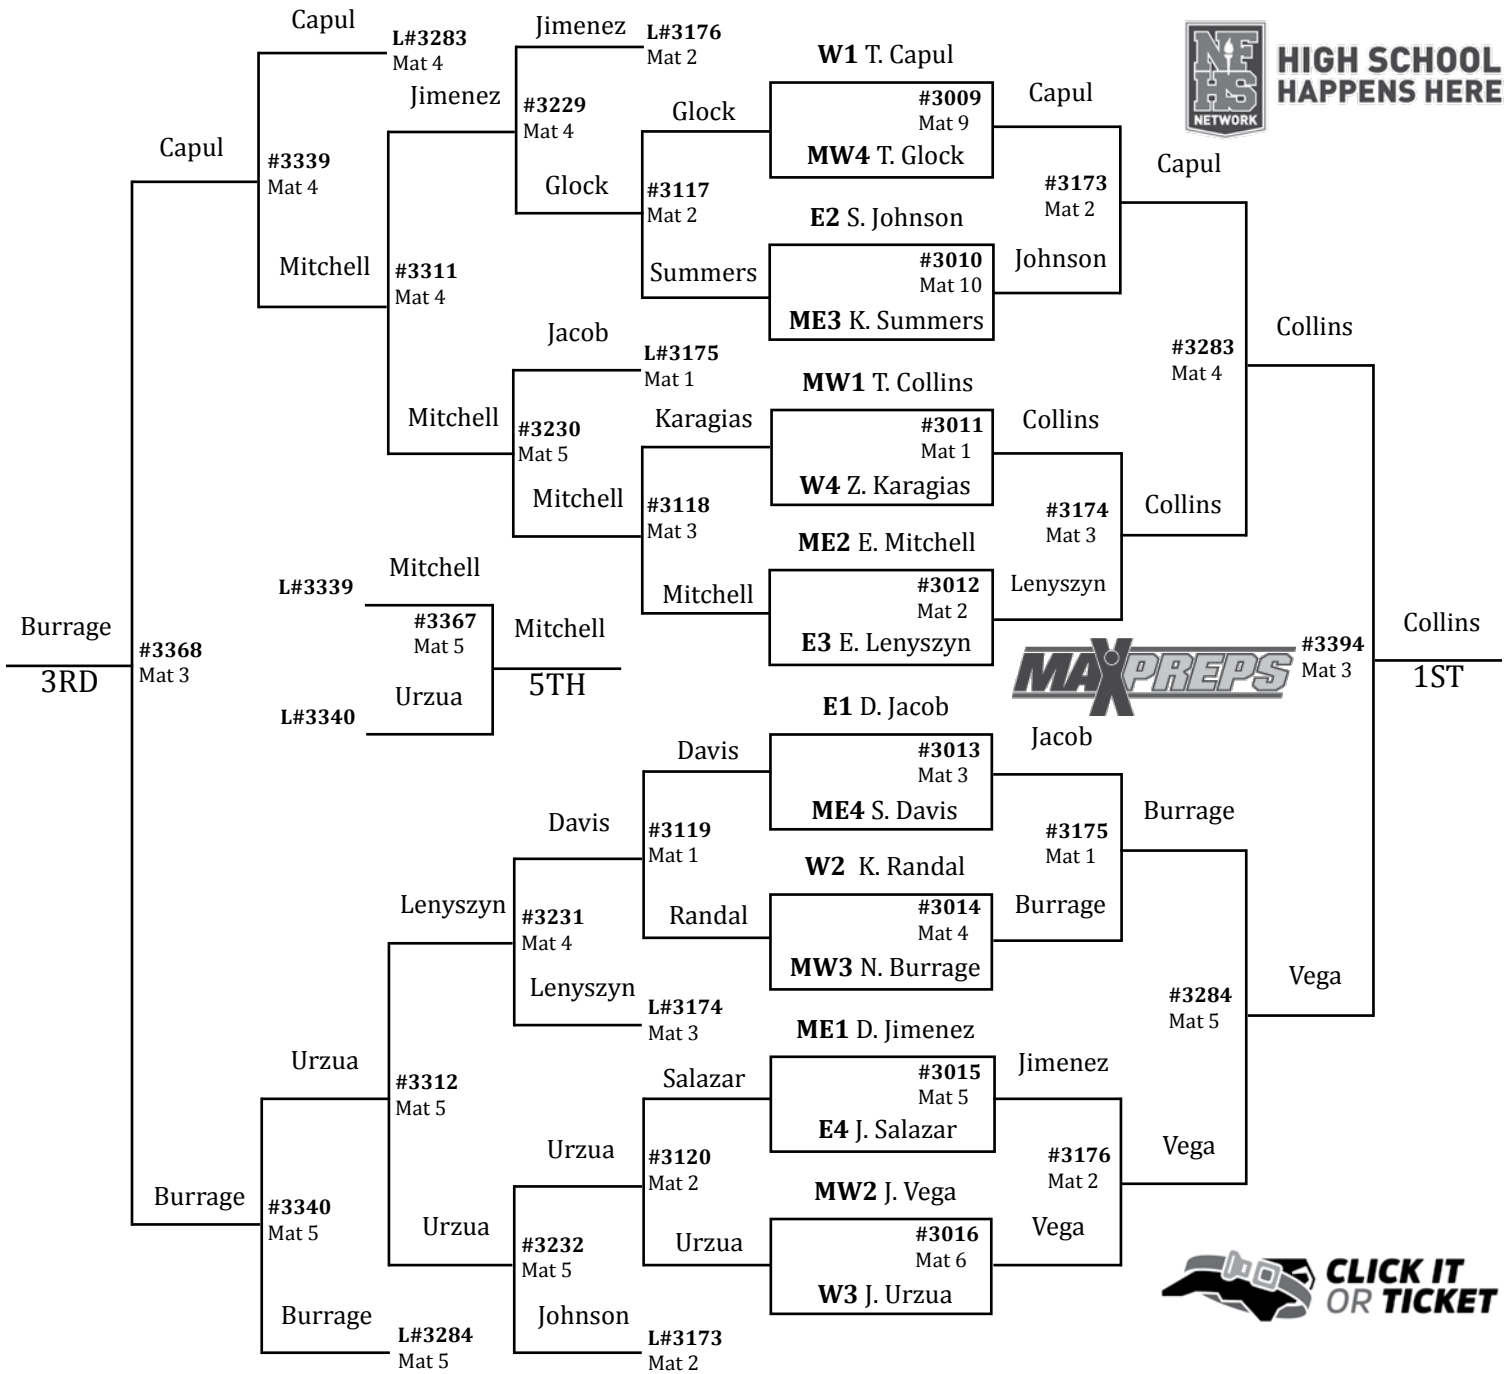 Capul
L#3283
Mat 4
Jimenez
L#3176
Mat 2
W1 T. Capul
#3009
Mat 9
MW4 T. Glock
Capul
NFHS
NETWORK
HIGH SCHOOL
HAPPENS HERE
Capul
#3339
Mat 4
Jimenez
#3229
Mat 4
Glock
Glock
#3117
Mat 2
#3173
Mat 2
Capul
E2 S. Johnson
#3010
Mat 10
ME3 K. Summers
Johnson
Mitchell
#3311
Mat 4
Summers
Jacob
L#3175
Mat 1
#3283
Mat 4
Collins
MW1 T. Collins
#3011
Mat 1
W4 Z. Karagias
Collins
Mitchell
#3230
Mat 5
Karagias
Mitchell
#3118
Mat 3
#3174
Mat 3
Collins
ME2 E. Mitchell
#3012
Mat 2
E3 E. Lenyszyn
Lenyszyn
L#3339
Mitchell
Mitchell
Burrage
3RD
#3368
Mat 3
#3367
Mat 5
Mitchell
5TH
L#3340
Urzua
MAXPREPS
#3394
Mat 3
Collins
1ST
E1 D. Jacob
#3013
Mat 3
ME4 S. Davis
Jacob
Davis
Davis
#3119
Mat 1
#3175
Mat 1
Burrage
W2 K. Randal
#3014
Mat 4
MW3 N. Burrage
Burrage
Lenyszyn
#3231
Mat 4
Randal
Lenyszyn
L#3174
Mat 3
#3284
Mat 5
Vega
ME1 D. Jimenez
#3015
Mat 5
E4 J. Salazar
Jimenez
Urzua
#3312
Mat 5
Salazar
Urzua
#3120
Mat 2
#3176
Mat 2
Vega
MW2 J. Vega
#3016
Mat 6
W3 J. Urzua
Vega
Burrage
#3340
Mat 5
Urzua
#3232
Mat 5
Urzua
Burrage
L#3284
Mat 5
Johnson
L#3173
Mat 2
CLICK IT
OR TICKET